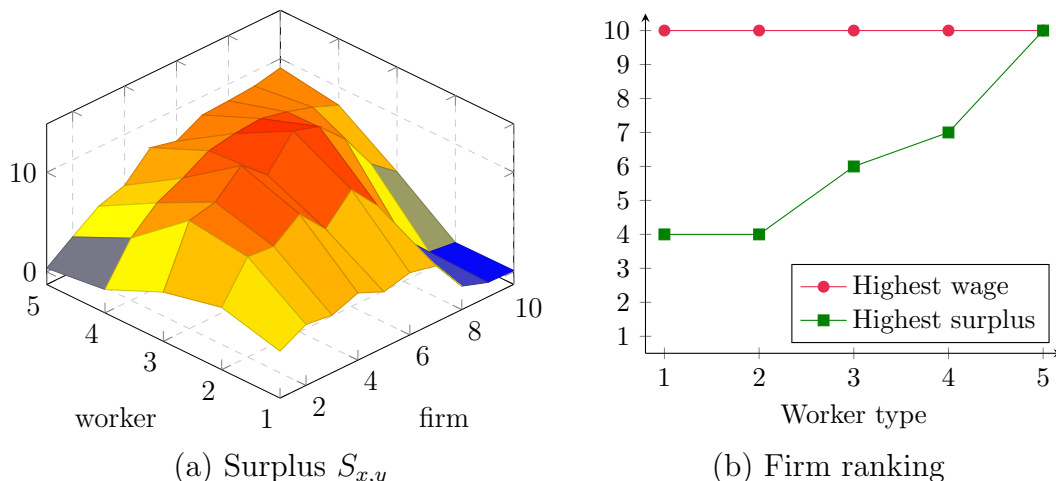 10
0
5
4
3
2
1
2
4
6
8
10
worker
firm
(a) Surplus S_{x,y}
10
9
8
7
6
5
4
3
2
1
Highest wage
Highest surplus
1 2 3 4 5
Worker type
(b) Firm ranking